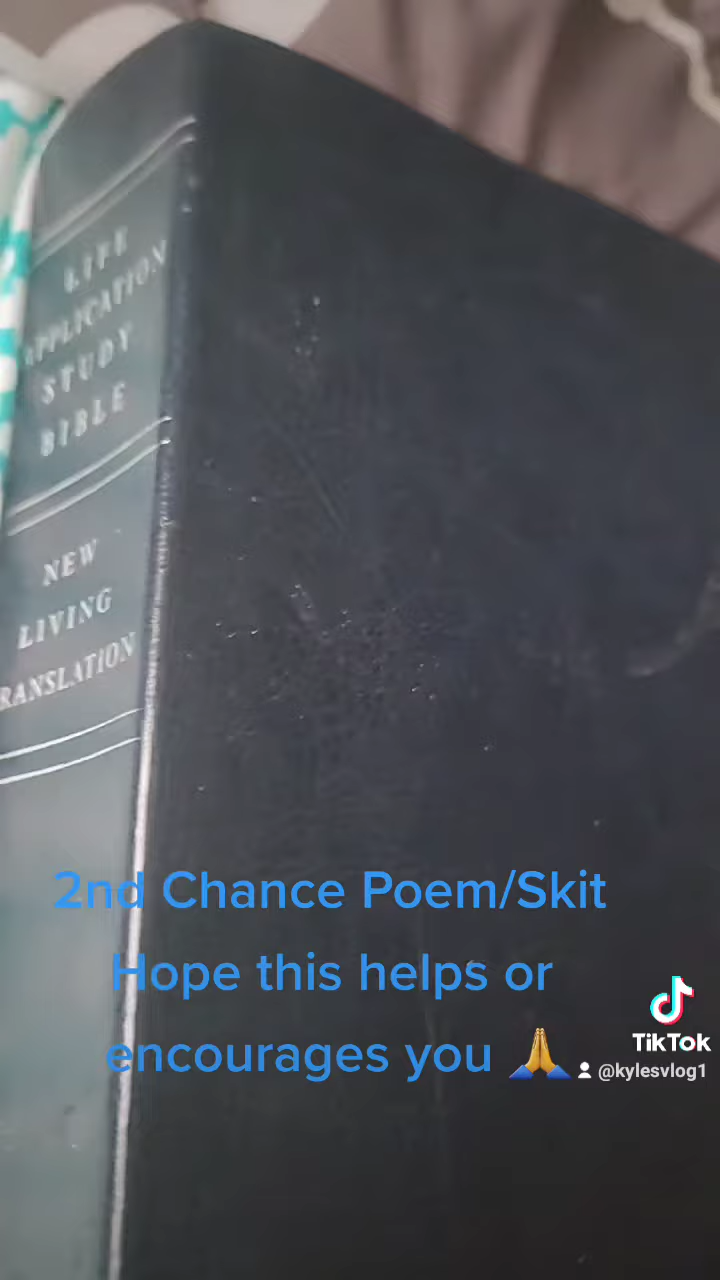 LIFE
APPLICATION
STUDY
BIBLE
NEW
LIVING
TRANSLATION
2nd Chance Poem/Skit
Hope this helps or
encourages you 🙏
TikTok
@kylesvlog1